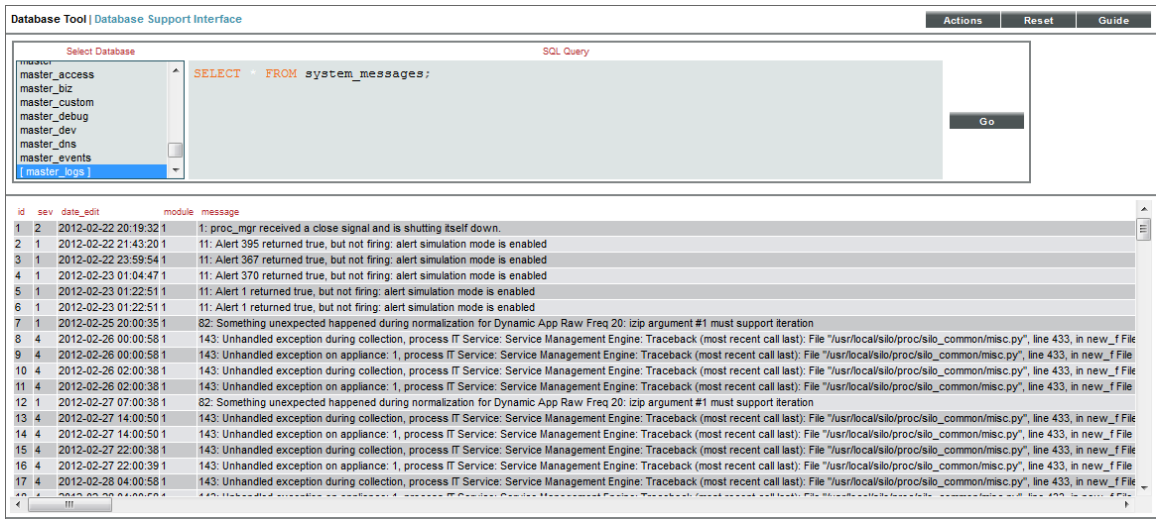 Database Tool | Database Support Interface
Actions Reset Guide
Select Database
SQL Query
master
master_access
master_biz
master_custom
master_debug
master_dev
master_dns
master_events
[ master_logs ]
SELECT * FROM system_messages;
Go
id sev date_edit module message
1 2 2012-02-22 20:19:32 1 1: proc_mgr received a close signal and is shutting itself down.
2 1 2012-02-22 21:43:20 1 11: Alert 395 returned true, but not firing: alert simulation mode is enabled
3 1 2012-02-22 23:59:54 1 11: Alert 367 returned true, but not firing: alert simulation mode is enabled
4 1 2012-02-23 01:04:47 1 11: Alert 370 returned true, but not firing: alert simulation mode is enabled
5 1 2012-02-23 01:22:51 1 11: Alert 1 returned true, but not firing: alert simulation mode is enabled
6 1 2012-02-23 01:22:51 1 11: Alert 1 returned true, but not firing: alert simulation mode is enabled
7 1 2012-02-25 20:00:35 1 82: Something unexpected happened during normalization for Dynamic App Raw Freq 20: izip argument #1 must support iteration
8 4 2012-02-26 00:00:58 1 143: Unhandled exception during collection, process IT Service: Service Management Engine: Traceback (most recent call last): File "/usr/local/silo/proc/silo_common/misc.py", line 433, in new_f File
9 4 2012-02-26 00:00:58 1 143: Unhandled exception on appliance: 1, process IT Service: Service Management Engine: Traceback (most recent call last): File "/usr/local/silo/proc/silo_common/misc.py", line 433, in new_f File
10 4 2012-02-26 02:00:38 1 143: Unhandled exception during collection, process IT Service: Service Management Engine: Traceback (most recent call last): File "/usr/local/silo/proc/silo_common/misc.py", line 433, in new_f File
11 4 2012-02-26 02:00:38 1 143: Unhandled exception on appliance: 1, process IT Service: Service Management Engine: Traceback (most recent call last): File "/usr/local/silo/proc/silo_common/misc.py", line 433, in new_f File
12 1 2012-02-27 07:00:38 1 82: Something unexpected happened during normalization for Dynamic App Raw Freq 20: izip argument #1 must support iteration
13 4 2012-02-27 14:00:50 1 143: Unhandled exception during collection, process IT Service: Service Management Engine: Traceback (most recent call last): File "/usr/local/silo/proc/silo_common/misc.py", line 433, in new_f File
14 4 2012-02-27 14:00:50 1 143: Unhandled exception on appliance: 1, process IT Service: Service Management Engine: Traceback (most recent call last): File "/usr/local/silo/proc/silo_common/misc.py", line 433, in new_f File
15 4 2012-02-27 22:00:38 1 143: Unhandled exception during collection, process IT Service: Service Management Engine: Traceback (most recent call last): File "/usr/local/silo/proc/silo_common/misc.py", line 433, in new_f File
16 4 2012-02-27 22:00:39 1 143: Unhandled exception on appliance: 1, process IT Service: Service Management Engine: Traceback (most recent call last): File "/usr/local/silo/proc/silo_common/misc.py", line 433, in new_f File
17 4 2012-02-28 04:00:58 1 143: Unhandled exception during collection, process IT Service: Service Management Engine: Traceback (most recent call last): File "/usr/local/silo/proc/silo_common/misc.py", line 433, in new_f File